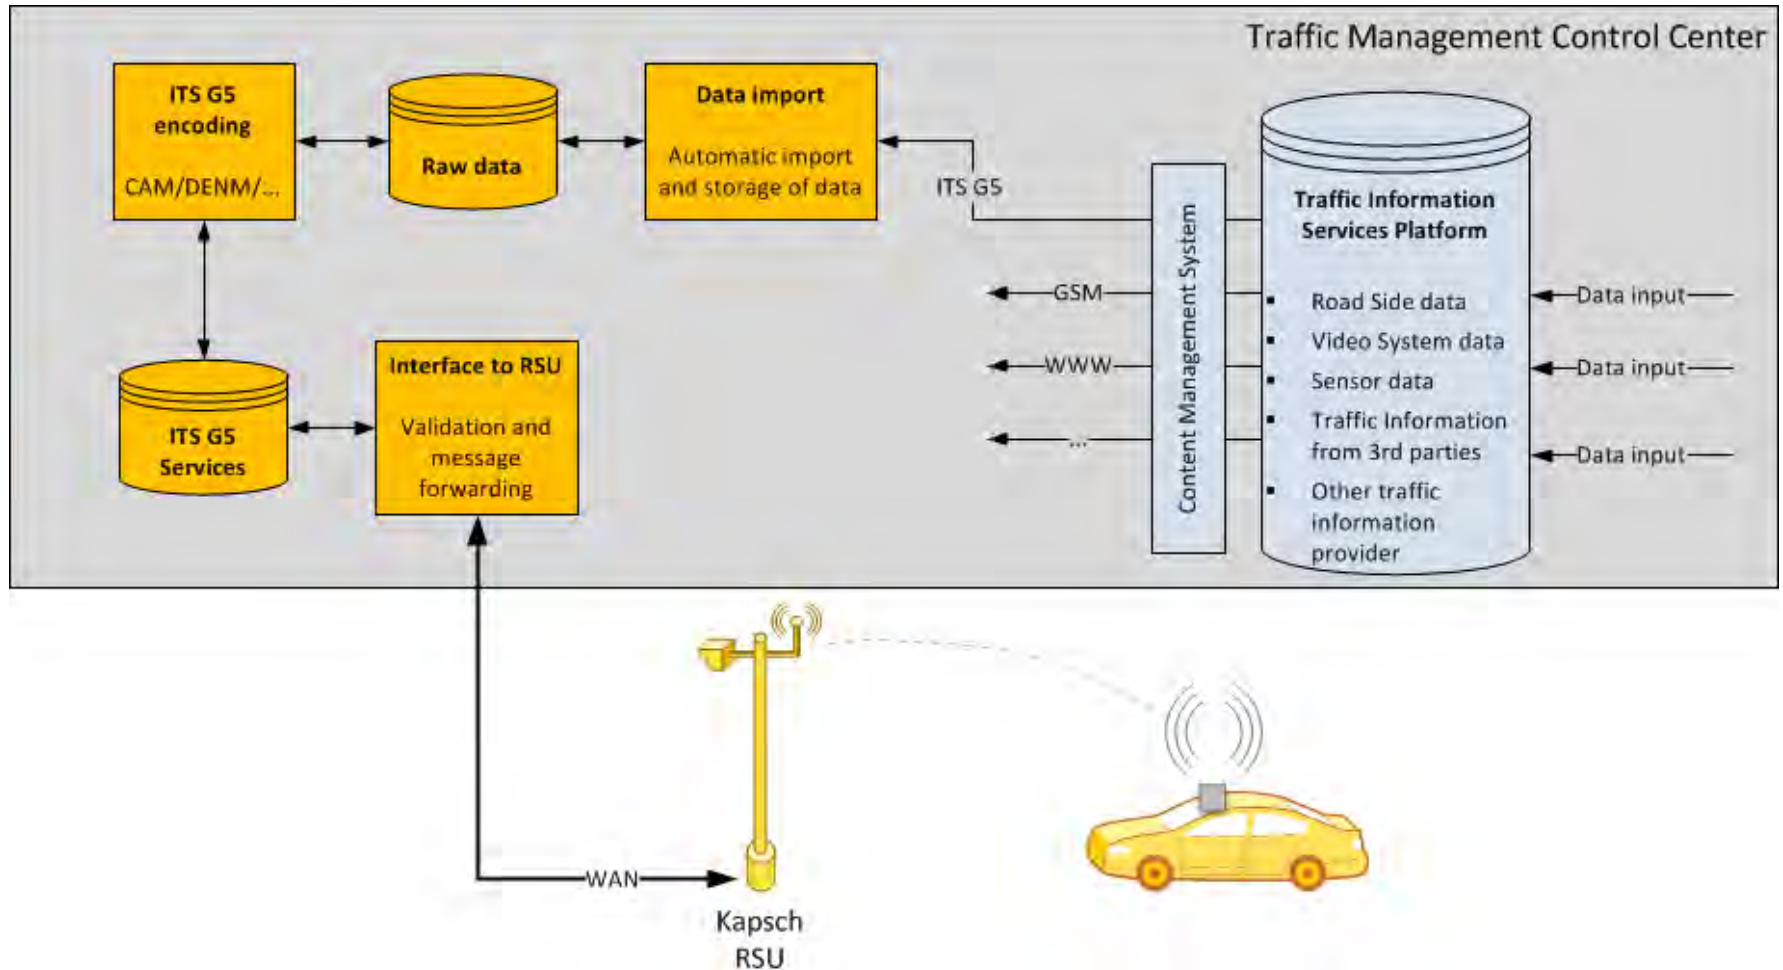 Traffic Management Control Center
ITS G5
encoding
CAM/DENM/...
Raw data
Data import
Automatic import
and storage of data
ITS G5
GSM
WWW
...
Content Management System
Traffic Information
Services Platform
▪ Road Side data
▪ Video System data
▪ Sensor data
▪ Traffic Information
from 3rd parties
▪ Other traffic
information
provider
Data input
Data input
Data input
ITS G5
Services
Interface to RSU
Validation and
message
forwarding
WAN
Kapsch
RSU